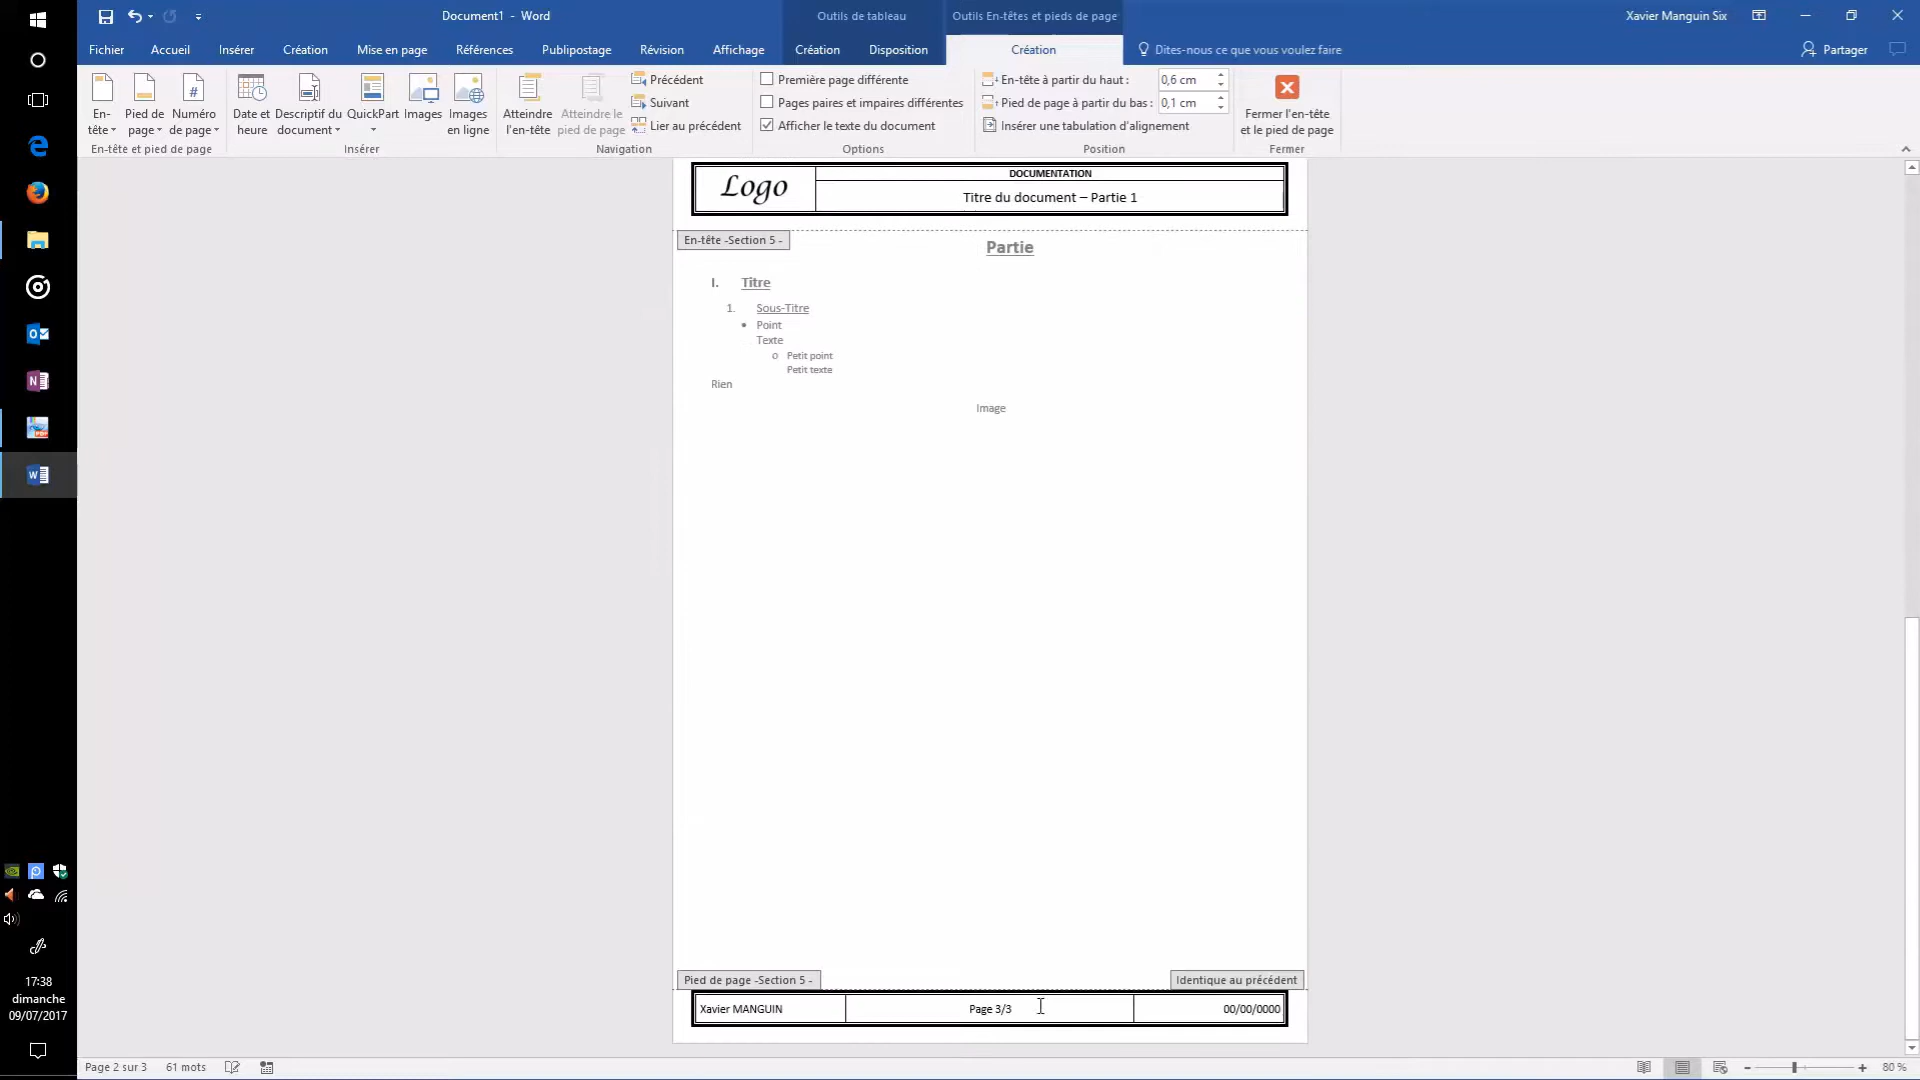 Document1 - Word
Outils de tableau
Outils En-têtes et pieds de page
Xavier Manguin Six
Fichier
Accueil
Insérer
Création
Mise en page
Références
Publipostage
Révision
Affichage
Création
Disposition
Création
Dites-nous ce que vous voulez faire
Partager
En-
tête
Pied de
page
Numéro
de page
En-tête et pied de page
Date et
heure
Descriptif du
document
QuickPart
Images
Images
en ligne
Insérer
Atteindre
l'en-tête
Atteindre le
pied de page
Précédent
Suivant
Lier au précédent
Navigation
Première page différente
Pages paires et impaires différentes
Afficher le texte du document
Options
En-tête à partir du haut : 0,6 cm
Pied de page à partir du bas : 0,1 cm
Insérer une tabulation d'alignement
Position
Fermer l'en-tête
et le pied de page
Fermer
Logo
DOCUMENTATION
Titre du document – Partie 1
En-tête -Section 5 -
Partie
I. Titre
1. Sous-Titre
• Point
Texte
o Petit point
Petit texte
Rien
Image
Pied de page -Section 5 -
Identique au précédent
Xavier MANGUIN
Page 3/3
00/00/0000
17:38
dimanche
09/07/2017
Page 2 sur 3
61 mots
80 %